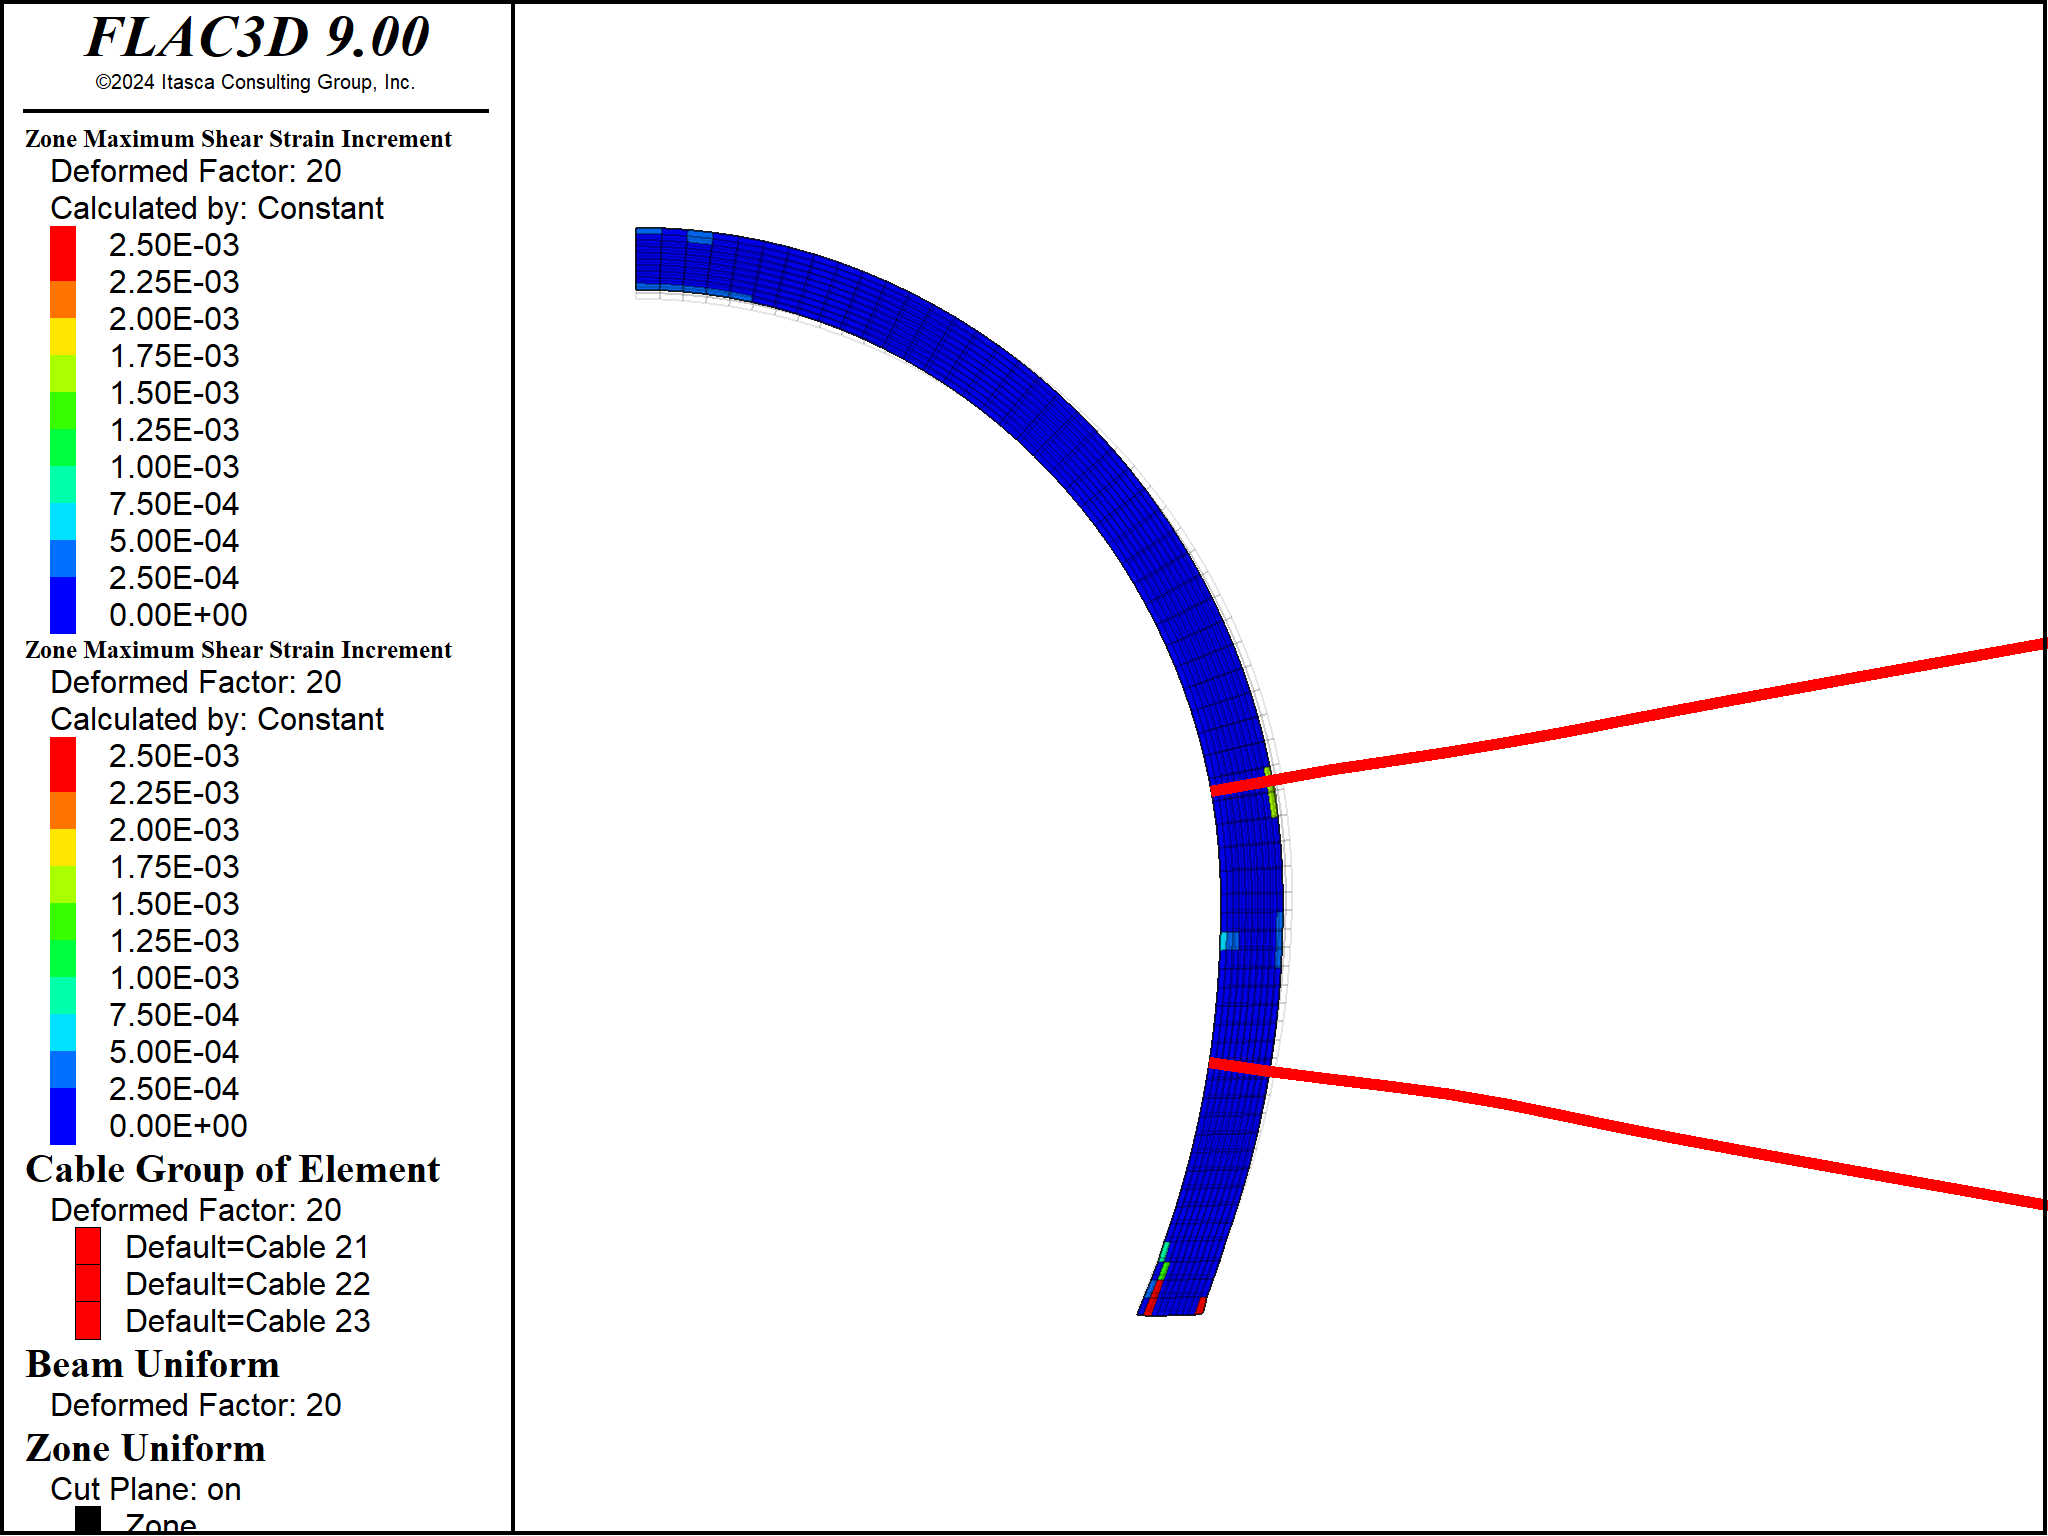 FLAC3D 9.00
©2024 Itasca Consulting Group, Inc.
Zone Maximum Shear Strain Increment
Deformed Factor: 20
Calculated by: Constant
2.50E-03
2.25E-03
2.00E-03
1.75E-03
1.50E-03
1.25E-03
1.00E-03
7.50E-04
5.00E-04
2.50E-04
0.00E+00
Zone Maximum Shear Strain Increment
Deformed Factor: 20
Calculated by: Constant
2.50E-03
2.25E-03
2.00E-03
1.75E-03
1.50E-03
1.25E-03
1.00E-03
7.50E-04
5.00E-04
2.50E-04
0.00E+00
Cable Group of Element
Deformed Factor: 20
Default=Cable 21
Default=Cable 22
Default=Cable 23
Beam Uniform
Deformed Factor: 20
Zone Uniform
Cut Plane: on
Zone